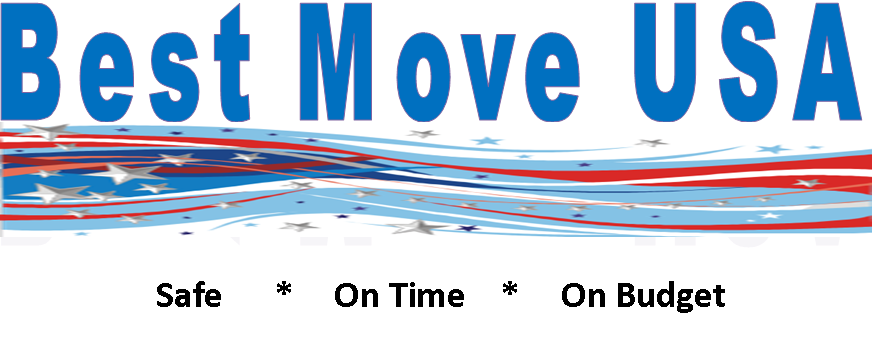 Best Move USA
Safe * On Time * On Budget